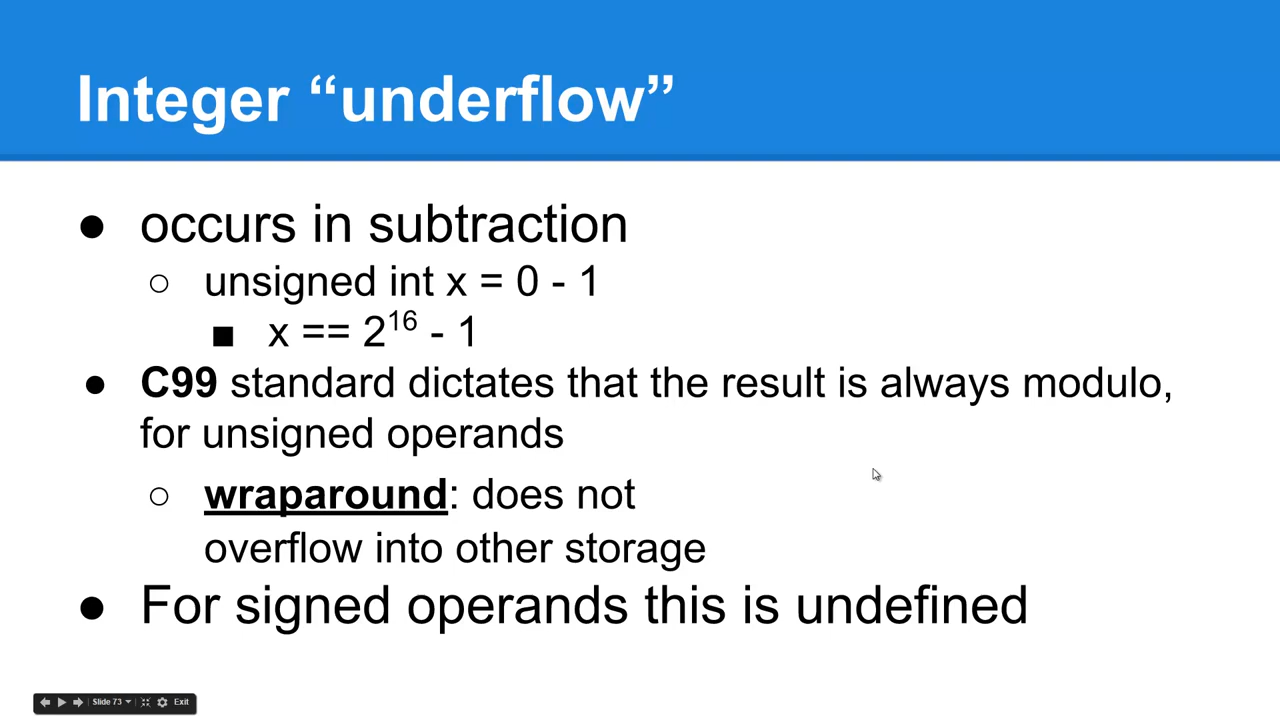 Integer “underflow”
● occurs in subtraction
○ unsigned int x = 0 - 1
■ x == 2¹⁶ - 1
● C99 standard dictates that the result is always modulo,
for unsigned operands
○ wraparound: does not
overflow into other storage
● For signed operands this is undefined
Slide 73 Exit